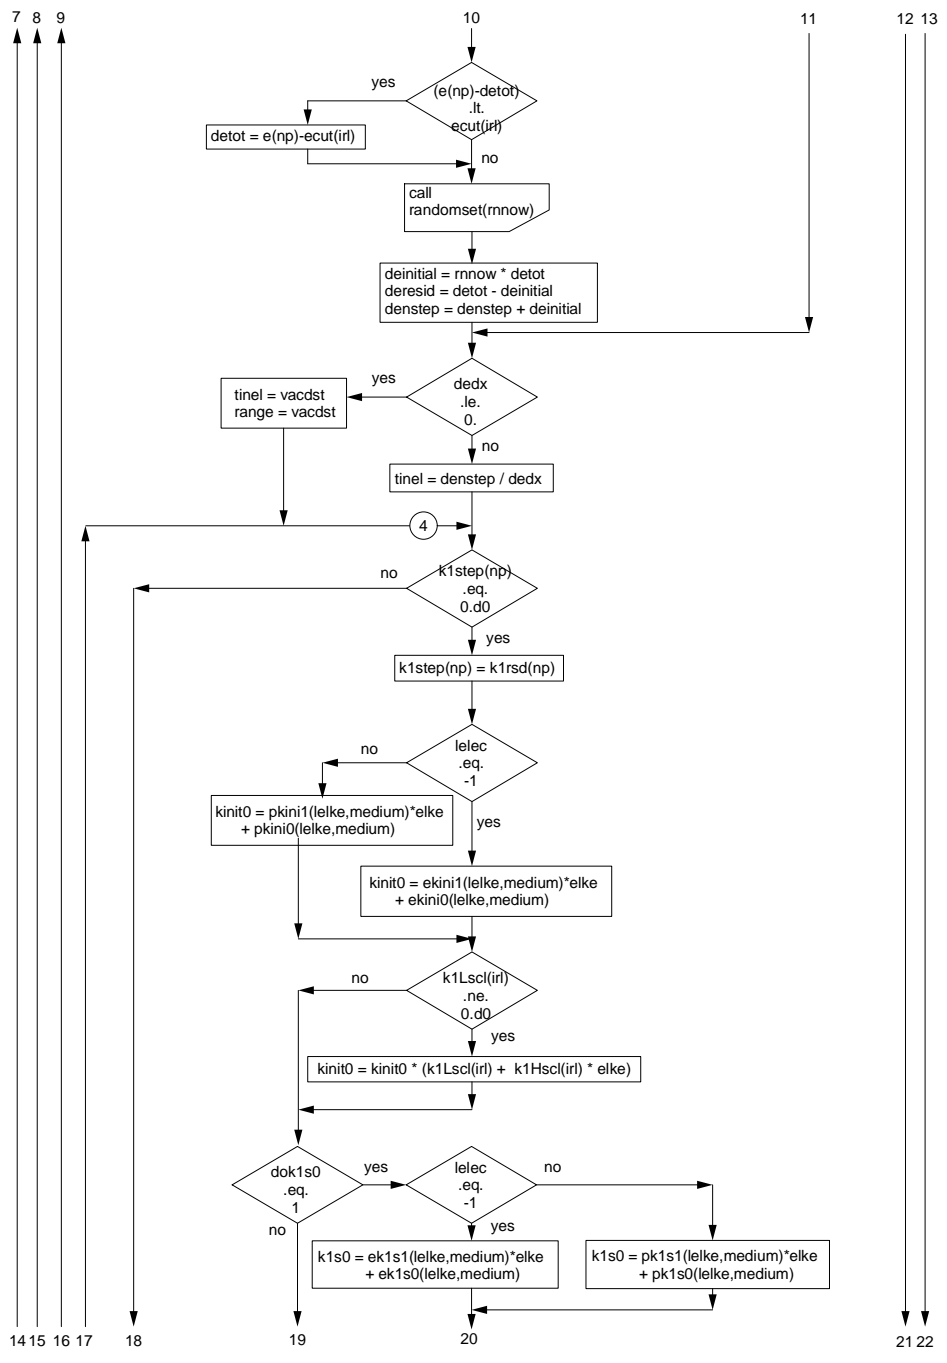 7 8 9 10 11 12 13
(e(np)-detot)
.lt.
ecut(irl)
yes
detot = e(np)-ecut(irl)
no
call
randomset(rnnow)
deinitial = rnnow * detot
deresid = detot - deinitial
denstep = denstep + deinitial
dedx
.le.
0.
yes
tinel = vacdst
range = vacdst
no
tinel = denstep / dedx
4
k1step(np)
.eq.
0.d0
no
yes
k1step(np) = k1rsd(np)
lelec
.eq.
-1
no
kinit0 = pkini1(lelke,medium)*elke
+ pkini0(lelke,medium)
yes
kinit0 = ekini1(lelke,medium)*elke
+ ekini0(lelke,medium)
k1Lscl(irl)
.ne.
0.d0
no
yes
kinit0 = kinit0 * (k1Lscl(irl) + k1Hscl(irl) * elke)
dok1s0
.eq.
1
yes
no
lelec
.eq.
-1
no
yes
k1s0 = ek1s1(lelke,medium)*elke
+ ek1s0(lelke,medium)
k1s0 = pk1s1(lelke,medium)*elke
+ pk1s0(lelke,medium)
14 15 16 17 18 19 20 21 22